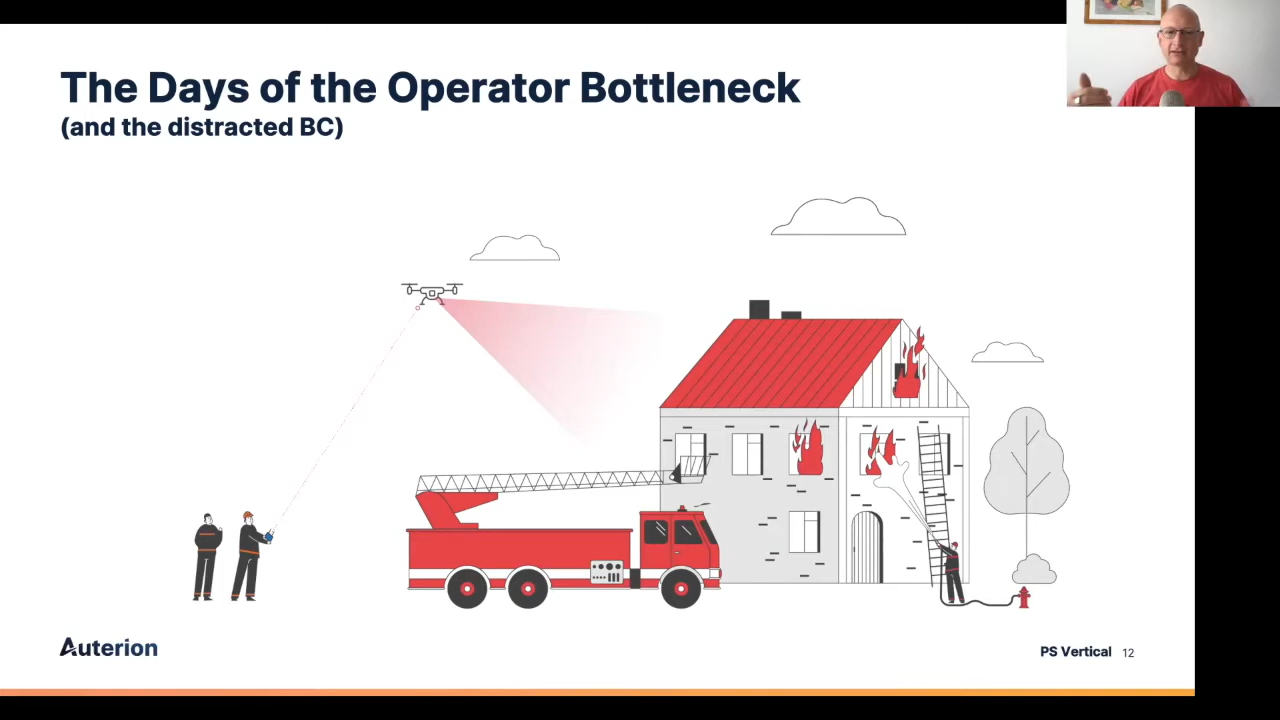 The Days of the Operator Bottleneck
(and the distracted BC)
Auterion
PS Vertical 12